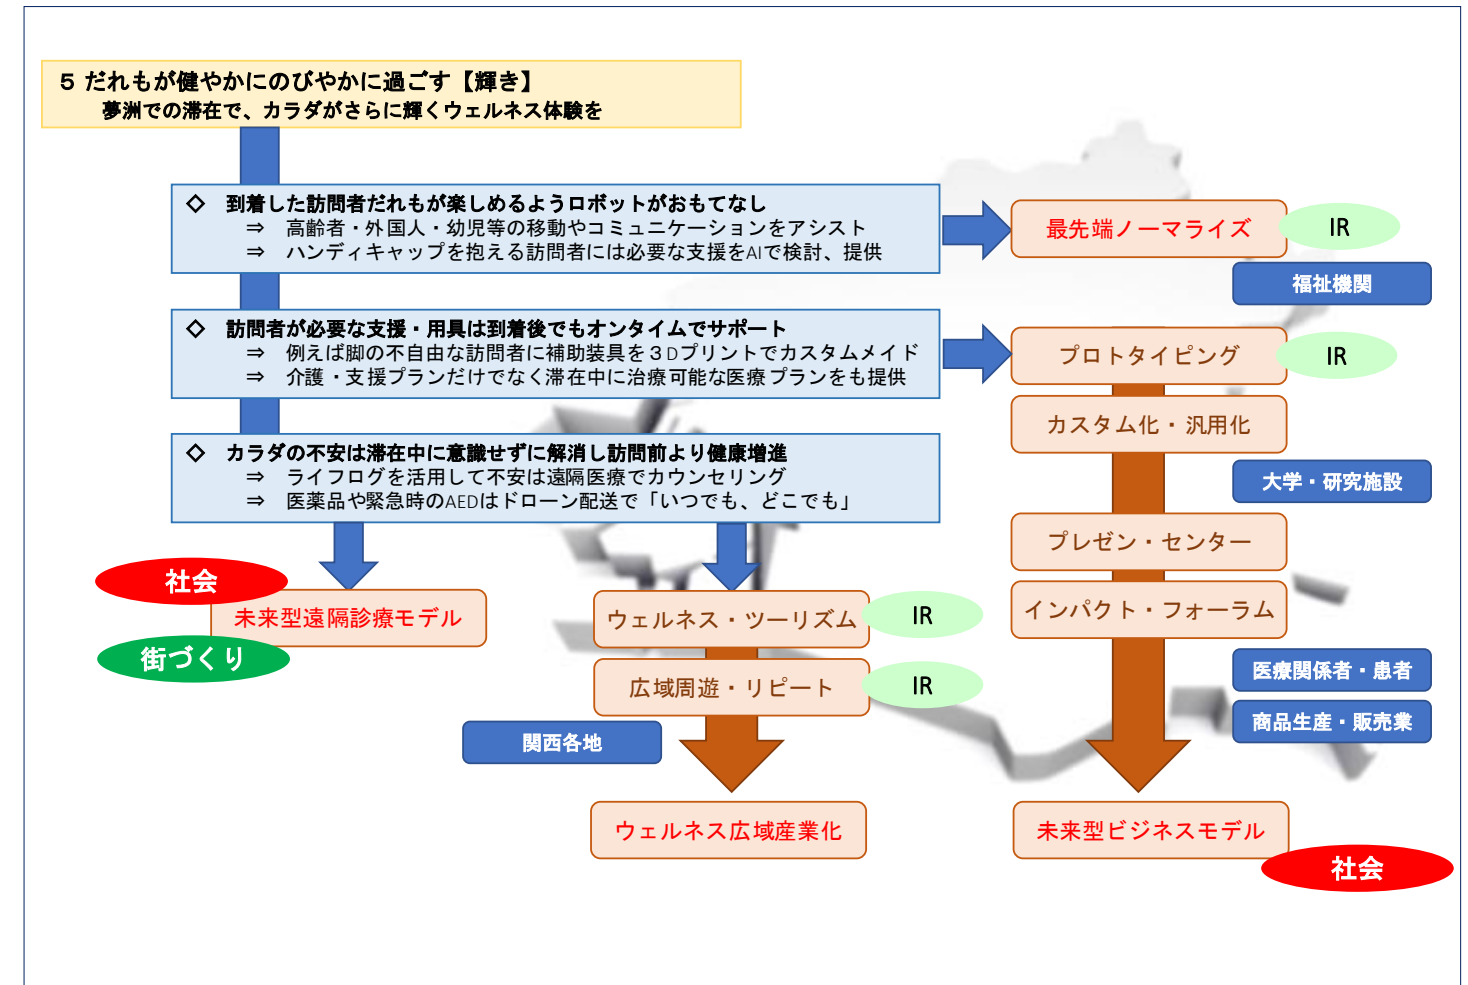 ５ だれもが健やかにのびやかに過ごす【輝き】
夢洲での滞在で、カラダがさらに輝くウェルネス体験を
◇ 到着した訪問者だれもが楽しめるようロボットがおもてなし
⇒ 高齢者・外国人・幼児等の移動やコミュニケーションをアシスト
⇒ ハンディキャップを抱える訪問者には必要な支援をAIで検討、提供
最先端ノーマライズ
IR
福祉機関
◇ 訪問者が必要な支援・用具は到着後でもオンタイムでサポート
⇒ 例えば脚の不自由な訪問者に補助装具を３Dプリントでカスタムメイド
⇒ 介護・支援プランだけでなく滞在中に治療可能な医療プランをも提供
プロトタイピング
IR
カスタム化・汎用化
◇ カラダの不安は滞在中に意識せずに解消し訪問前より健康増進
⇒ ライフログを活用して不安は遠隔医療でカウンセリング
⇒ 医薬品や緊急時のAEDはドローン配送で「いつでも、どこでも」
大学・研究施設
プレゼン・センター
インパクト・フォーラム
社会
未来型遠隔診療モデル
街づくり
ウェルネス・ツーリズム
IR
広域周遊・リピート
IR
関西各地
医療関係者・患者
商品生産・販売業
ウェルネス広域産業化
未来型ビジネスモデル
社会